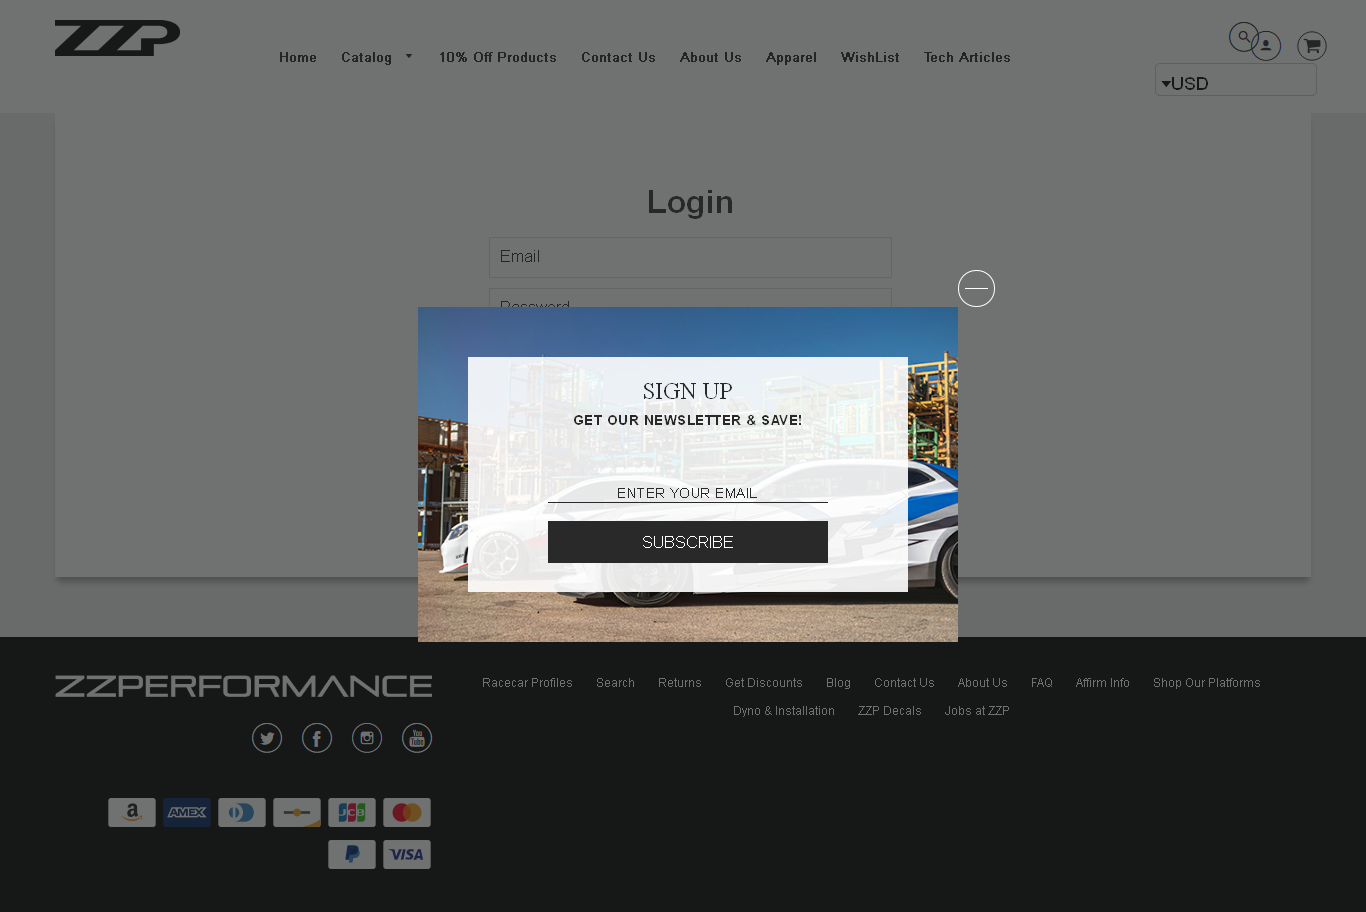 ZZP
Home Catalog 10% Off Products Contact Us About Us Apparel WishList Tech Articles
USD
Login
Email
Password
SIGN UP
GET OUR NEWSLETTER & SAVE!
ENTER YOUR EMAIL
SUBSCRIBE
ZZPERFORMANCE
Racecar Profiles Search Returns Get Discounts Blog Contact Us About Us FAQ Affirm Info Shop Our Platforms
Dyno & Installation ZZP Decals Jobs at ZZP
You Tube
a AMEX JCB
VISA